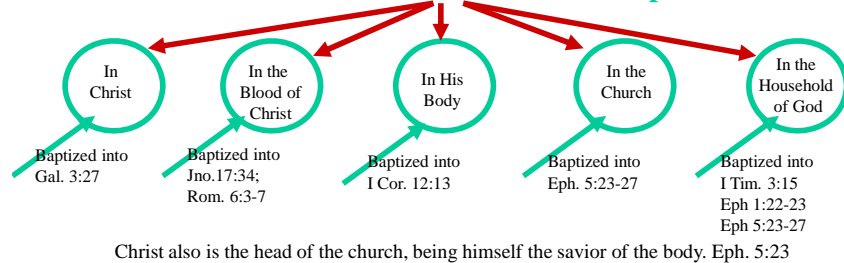 In
Christ
In the
Blood of
Christ
In His
Body
In the
Church
In the
Household
of God
Baptized into
Gal. 3:27
Baptized into
Jno.17:34;
Rom. 6:3-7
Baptized into
I Cor. 12:13
Baptized into
Eph. 5:23-27
Baptized into
I Tim. 3:15
Eph 1:22-23
Eph 5:23-27
Christ also is the head of the church, being himself the savior of the body. Eph. 5:23